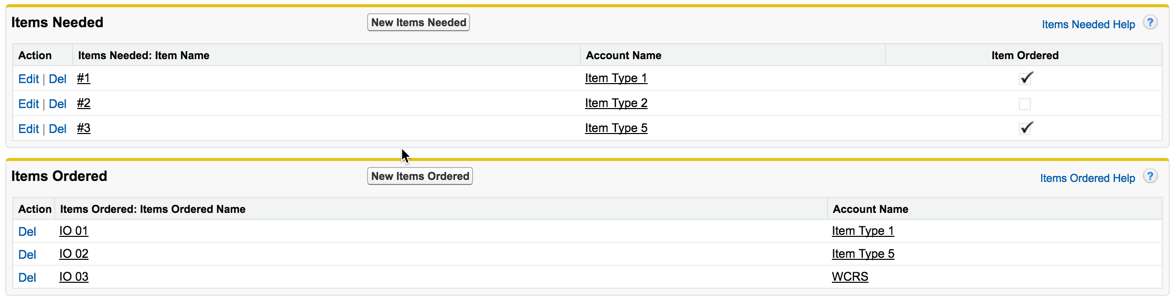 Items Needed New Items Needed Items Needed Help ?
Action Items Needed: Item Name Account Name Item Ordered
Edit | Del #1 Item Type 1
Edit | Del #2 Item Type 2
Edit | Del #3 Item Type 5
Items Ordered New Items Ordered Items Ordered Help ?
Action Items Ordered: Items Ordered Name Account Name
Del IO 01 Item Type 1
Del IO 02 Item Type 5
Del IO 03 WCRS